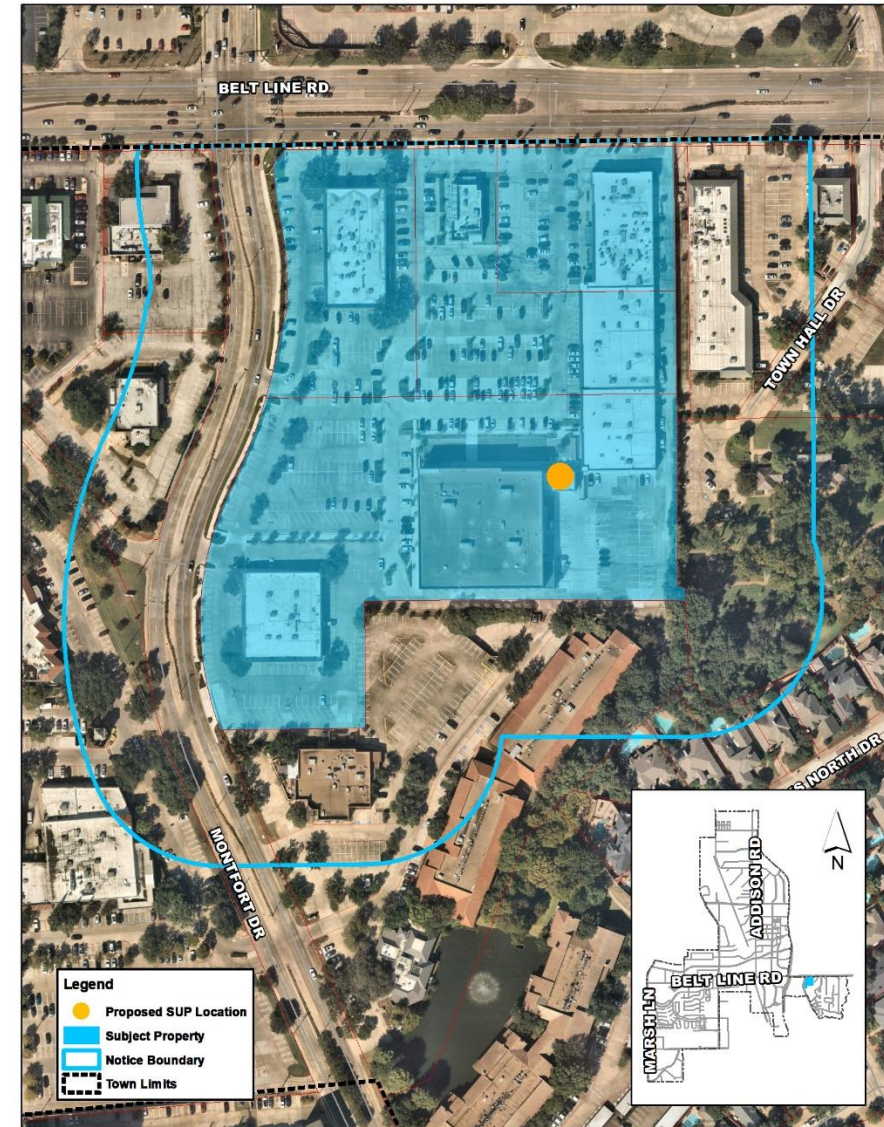 BELT LINE RD
TOWN HALL DR
S NORTH DR
MONTFORT DR
Legend
Proposed SUP Location
Subject Property
Notice Boundary
Town Limits
ADDISON RD
BELT LINE RD
MARSH LN
N